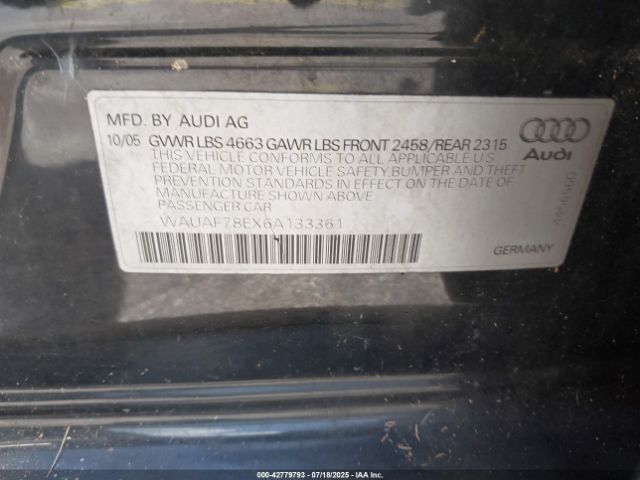 MFD. BY AUDI AG
10/05 GVWR LBS 4663 GAWR LBS FRONT 2458/REAR 2315
THIS VEHICLE CONFORMS TO ALL APPLICABLE U S
FEDERAL MOTOR VEHICLE SAFETY, BUMPER AND THEFT
PREVENTION STANDARDS IN EFFECT ON THE DATE OF
MANUFACTURE SHOWN ABOVE
PASSENGER CAR
WAUAF78EX6A133361
Audi
GERMANY
00-42779793 - 07/18/2025 - IAA Inc.